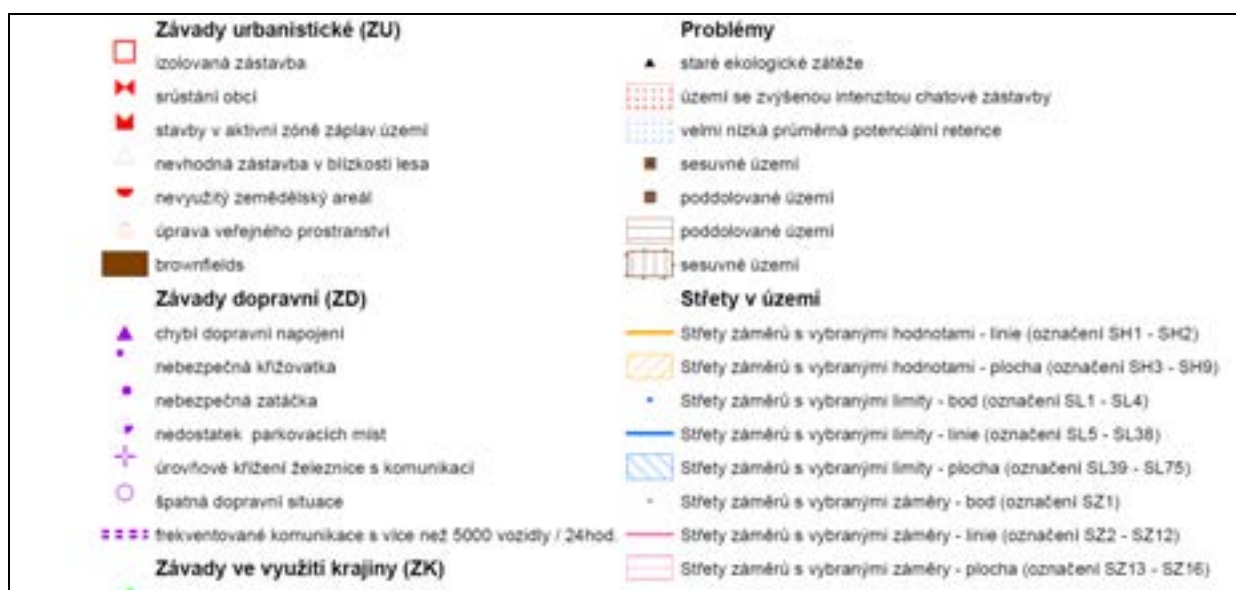 Závady urbanistické (ZU)
izolovaná zástavba
srůstání obcí
stavby v aktivní zóně záplav.území
nevhodná zástavba v blízkosti lesa
nevyužitý zemědělský areál
úprava veřejného prostranství
brownfields
Závady dopravní (ZD)
chybí dopravní napojení
nebezpečná křižovatka
nebezpečná zatáčka
nedostatek parkovacích míst
úrovňové křížení železnice s komunikací
špatná dopravní situace
frekventované komunikace s více než 5000 vozidly / 24hod.
Závady ve využití krajiny (ZK)
Problémy
staré ekologické zátěže
území se zvýšenou intenzitou chatové zástavby
velmi nízká průměrná potenciální retence
sesuvné území
poddolované území
poddolované území
sesuvné území
Střety v území
Střety záměrů s vybranými hodnotami - linie (označení SH1 - SH2)
Střety záměrů s vybranými hodnotami - plocha (označení SH3 - SH9)
Střety záměrů s vybranými limity - bod (označení SL1 - SL4)
Střety záměrů s vybranými limity - linie (označení SL5 - SL38)
Střety záměrů s vybranými limity - plocha (označení SL39 - SL75)
Střety záměrů s vybranými záměry - bod (označení SZ1)
Střety záměrů s vybranými záměry - linie (označení SZ2 - SZ12)
Střety záměrů s vybranými záměry - plocha (označení SZ13 - SZ16)